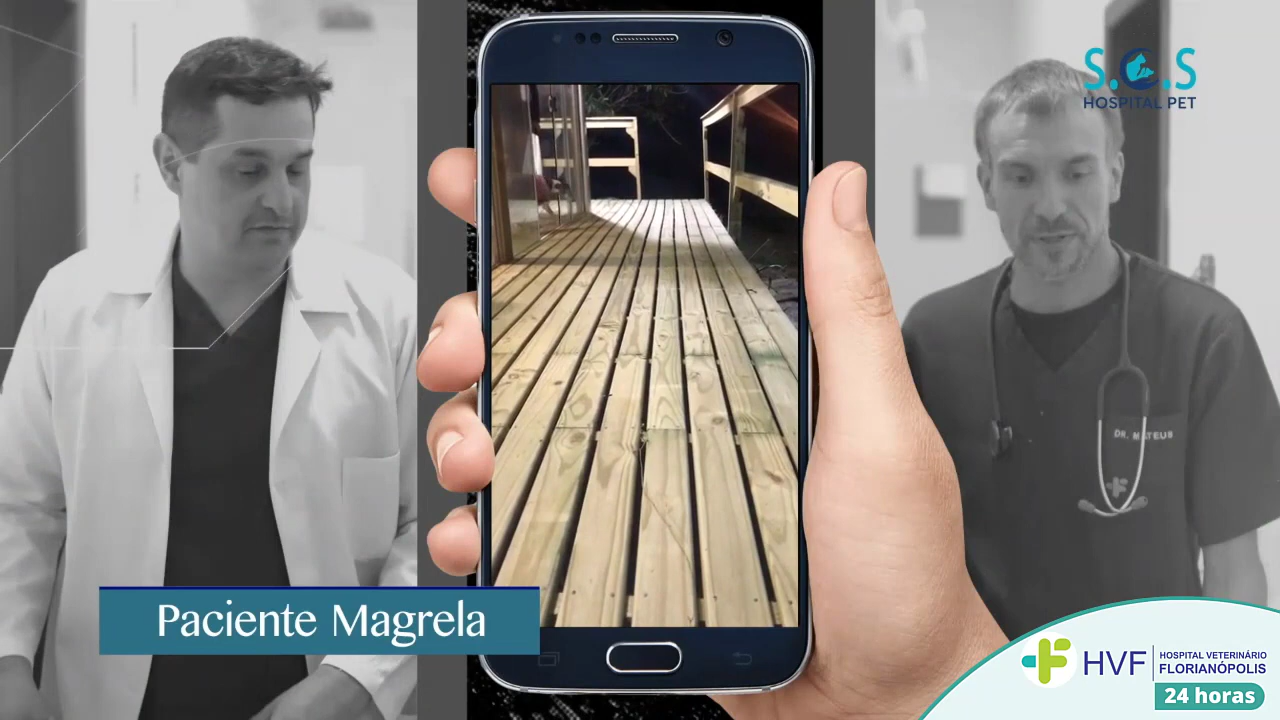 S.O.S
HOSPITAL PET
DR. MATEUS
Paciente Magrela
HVF
HOSPITAL VETERINÁRIO
FLORIANÓPOLIS
24 horas